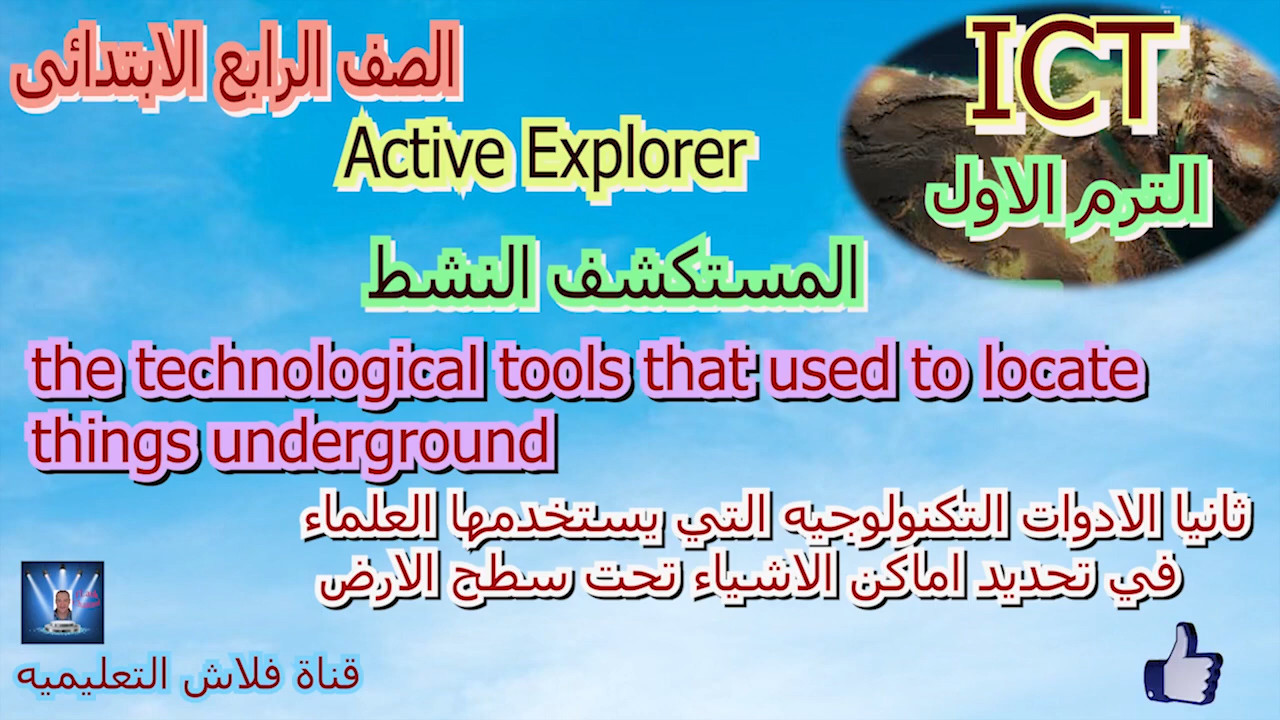 الصف الرابع الابتدائى
ICT
الترم الاول
Active Explorer
المستكشف النشط
the technological tools that used to locate
things underground
ثانيا الادوات التكنولوجيه التي يستخدمها العلماء
في تحديد اماكن الاشياء تحت سطح الارض
قناة فلاش التعليميه